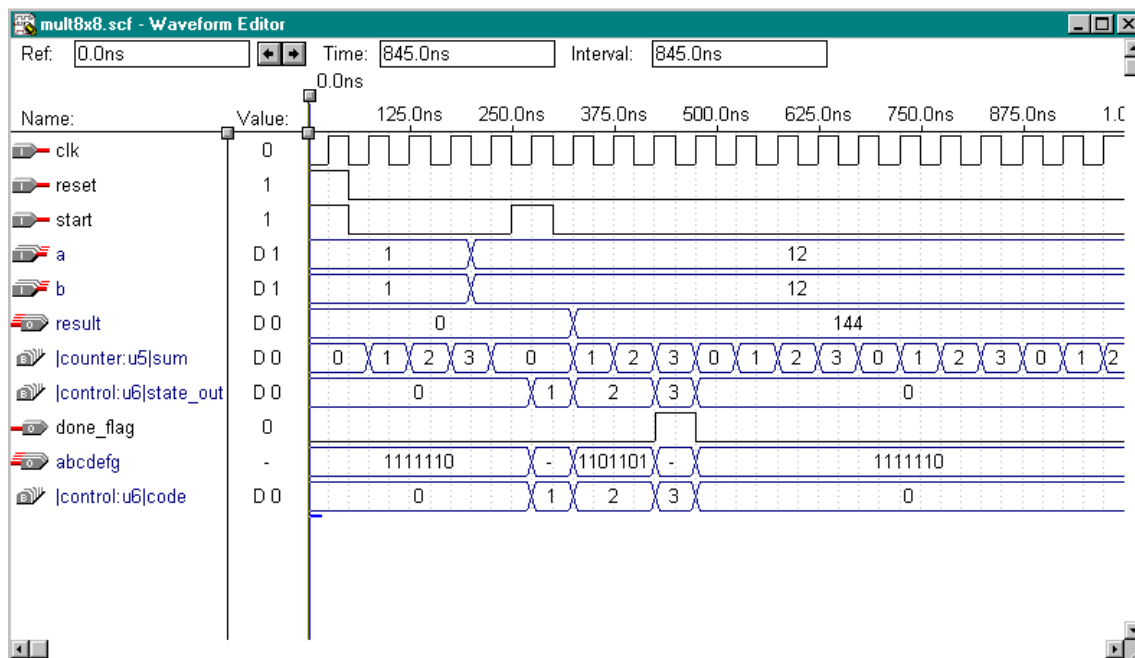 mult8x8.scf - Waveform Editor
Ref: 0.0ns Time: 845.0ns Interval: 845.0ns
0.0ns
Name: Value: 125.0ns 250.0ns 375.0ns 500.0ns 625.0ns 750.0ns 875.0ns 1.0
clk 0
reset 1
start 1
a D 1 1 12
b D 1 1 12
result D 0 0 144
|counter:u5|sum D 0 0 1 2 3 0 1 2 3 0 1 2 3 0 1 2 3 0 1 2
|control:u6|state_out D 0 0 1 2 3 0
done_flag 0
abcdefg - 1111110 - 1101101 - 1111110
|control:u6|code D 0 0 1 2 3 0